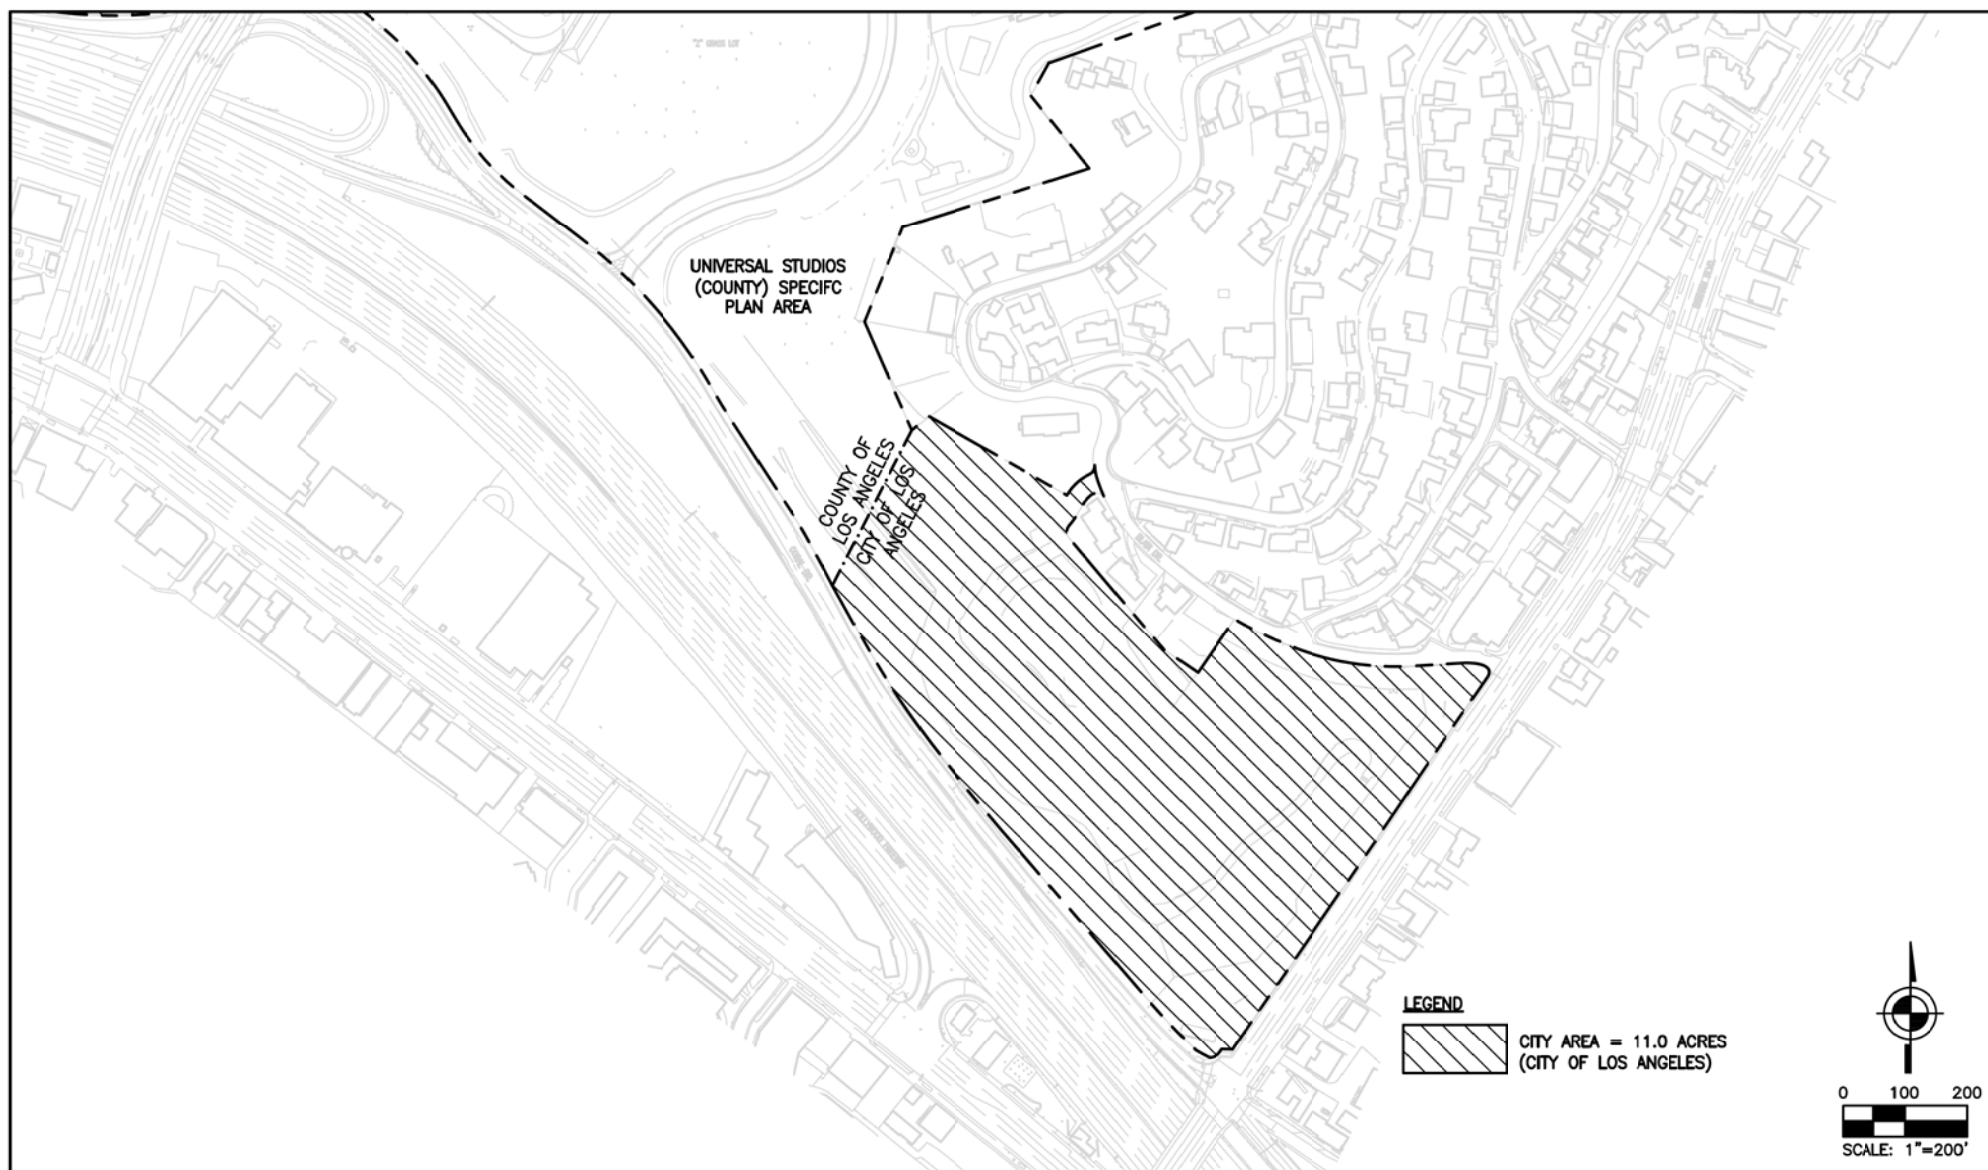 UNIVERSAL STUDIOS
(COUNTY) SPECIFC
PLAN AREA
COUNTY OF
LOS ANGELES
CITY OF LOS
ANGELES
LEGEND
CITY AREA = 11.0 ACRES
(CITY OF LOS ANGELES)
0 100 200
SCALE: 1"=200'